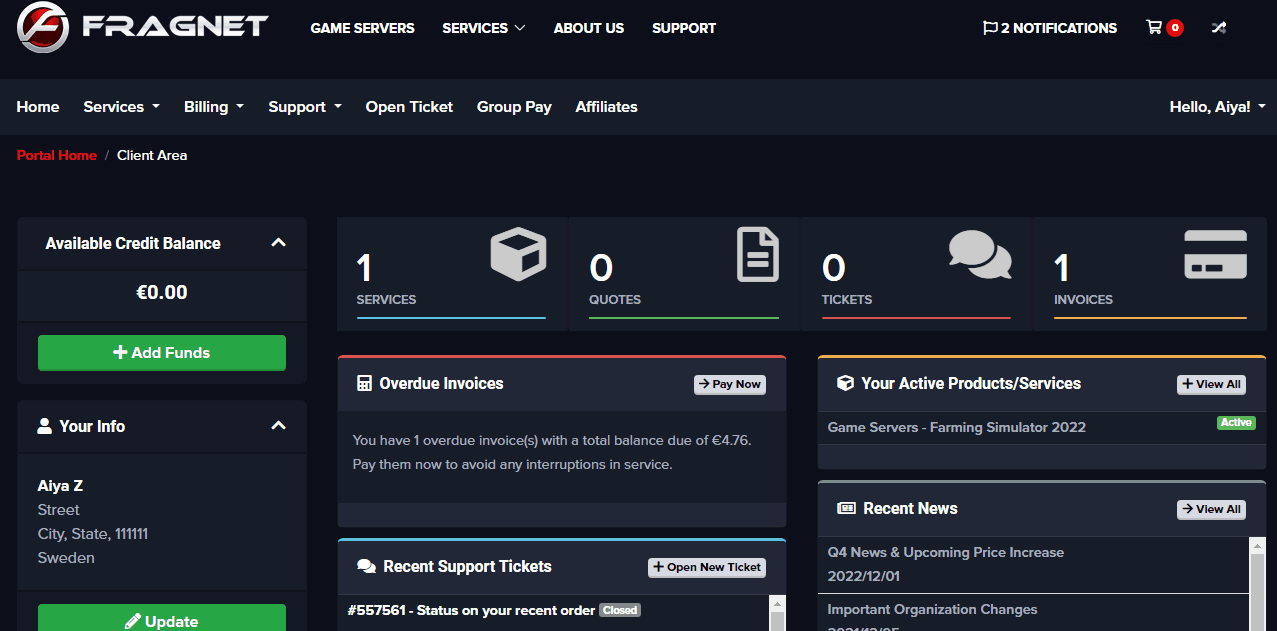 FRAGNET
GAME SERVERS SERVICES ABOUT US SUPPORT
2 NOTIFICATIONS 0
Home Services Billing Support Open Ticket Group Pay Affiliates Hello, Aiya!
Portal Home / Client Area
Available Credit Balance
€0.00
Add Funds
Your Info
Aiya Z
Street
City, State, 111111
Sweden
Update
1
SERVICES
0
QUOTES
0
TICKETS
1
INVOICES
Overdue Invoices Pay Now
You have 1 overdue invoice(s) with a total balance due of €4.76.
Pay them now to avoid any interruptions in service.
Recent Support Tickets Open New Ticket
#557561 - Status on your recent order Closed
Your Active Products/Services View All
Game Servers - Farming Simulator 2022 Active
Recent News View All
Q4 News & Upcoming Price Increase
2022/12/01
Important Organization Changes